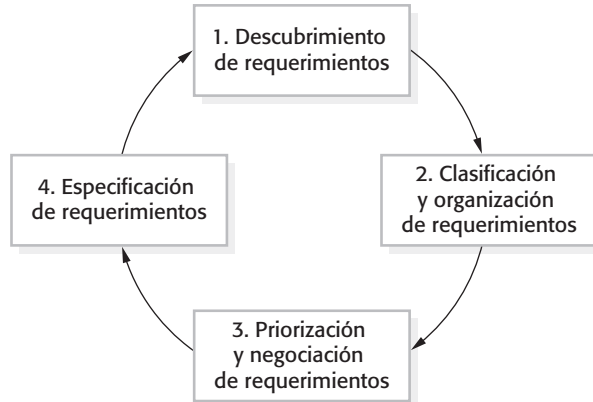 1. Descubrimiento
de requerimientos
2. Clasificación
y organización
de requerimientos
3. Priorización
y negociación
de requerimientos
4. Especificación
de requerimientos